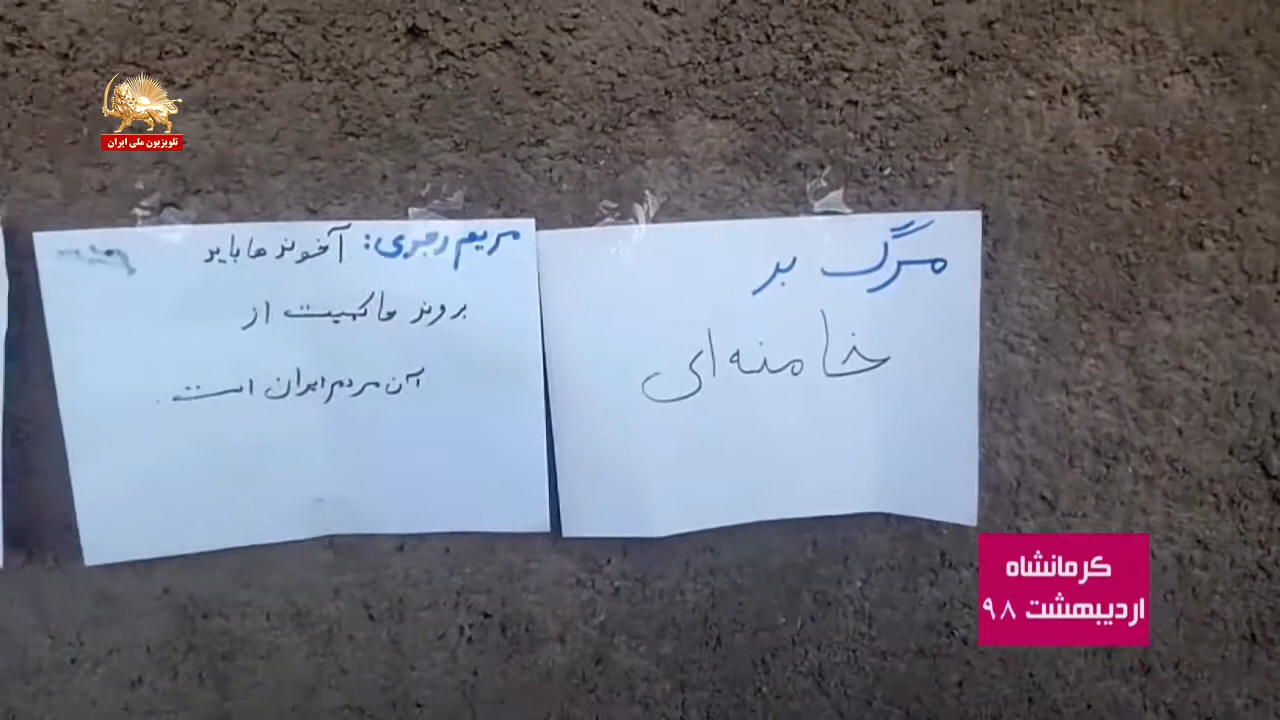 تلویزیون ملی ایران
مرگ بر
خامنه‌ای
مریم رجوی: آخوندها باید
بروند حاکمیت از
آن مردم ایران است.
کرمانشاه
اردیبهشت ۹۸